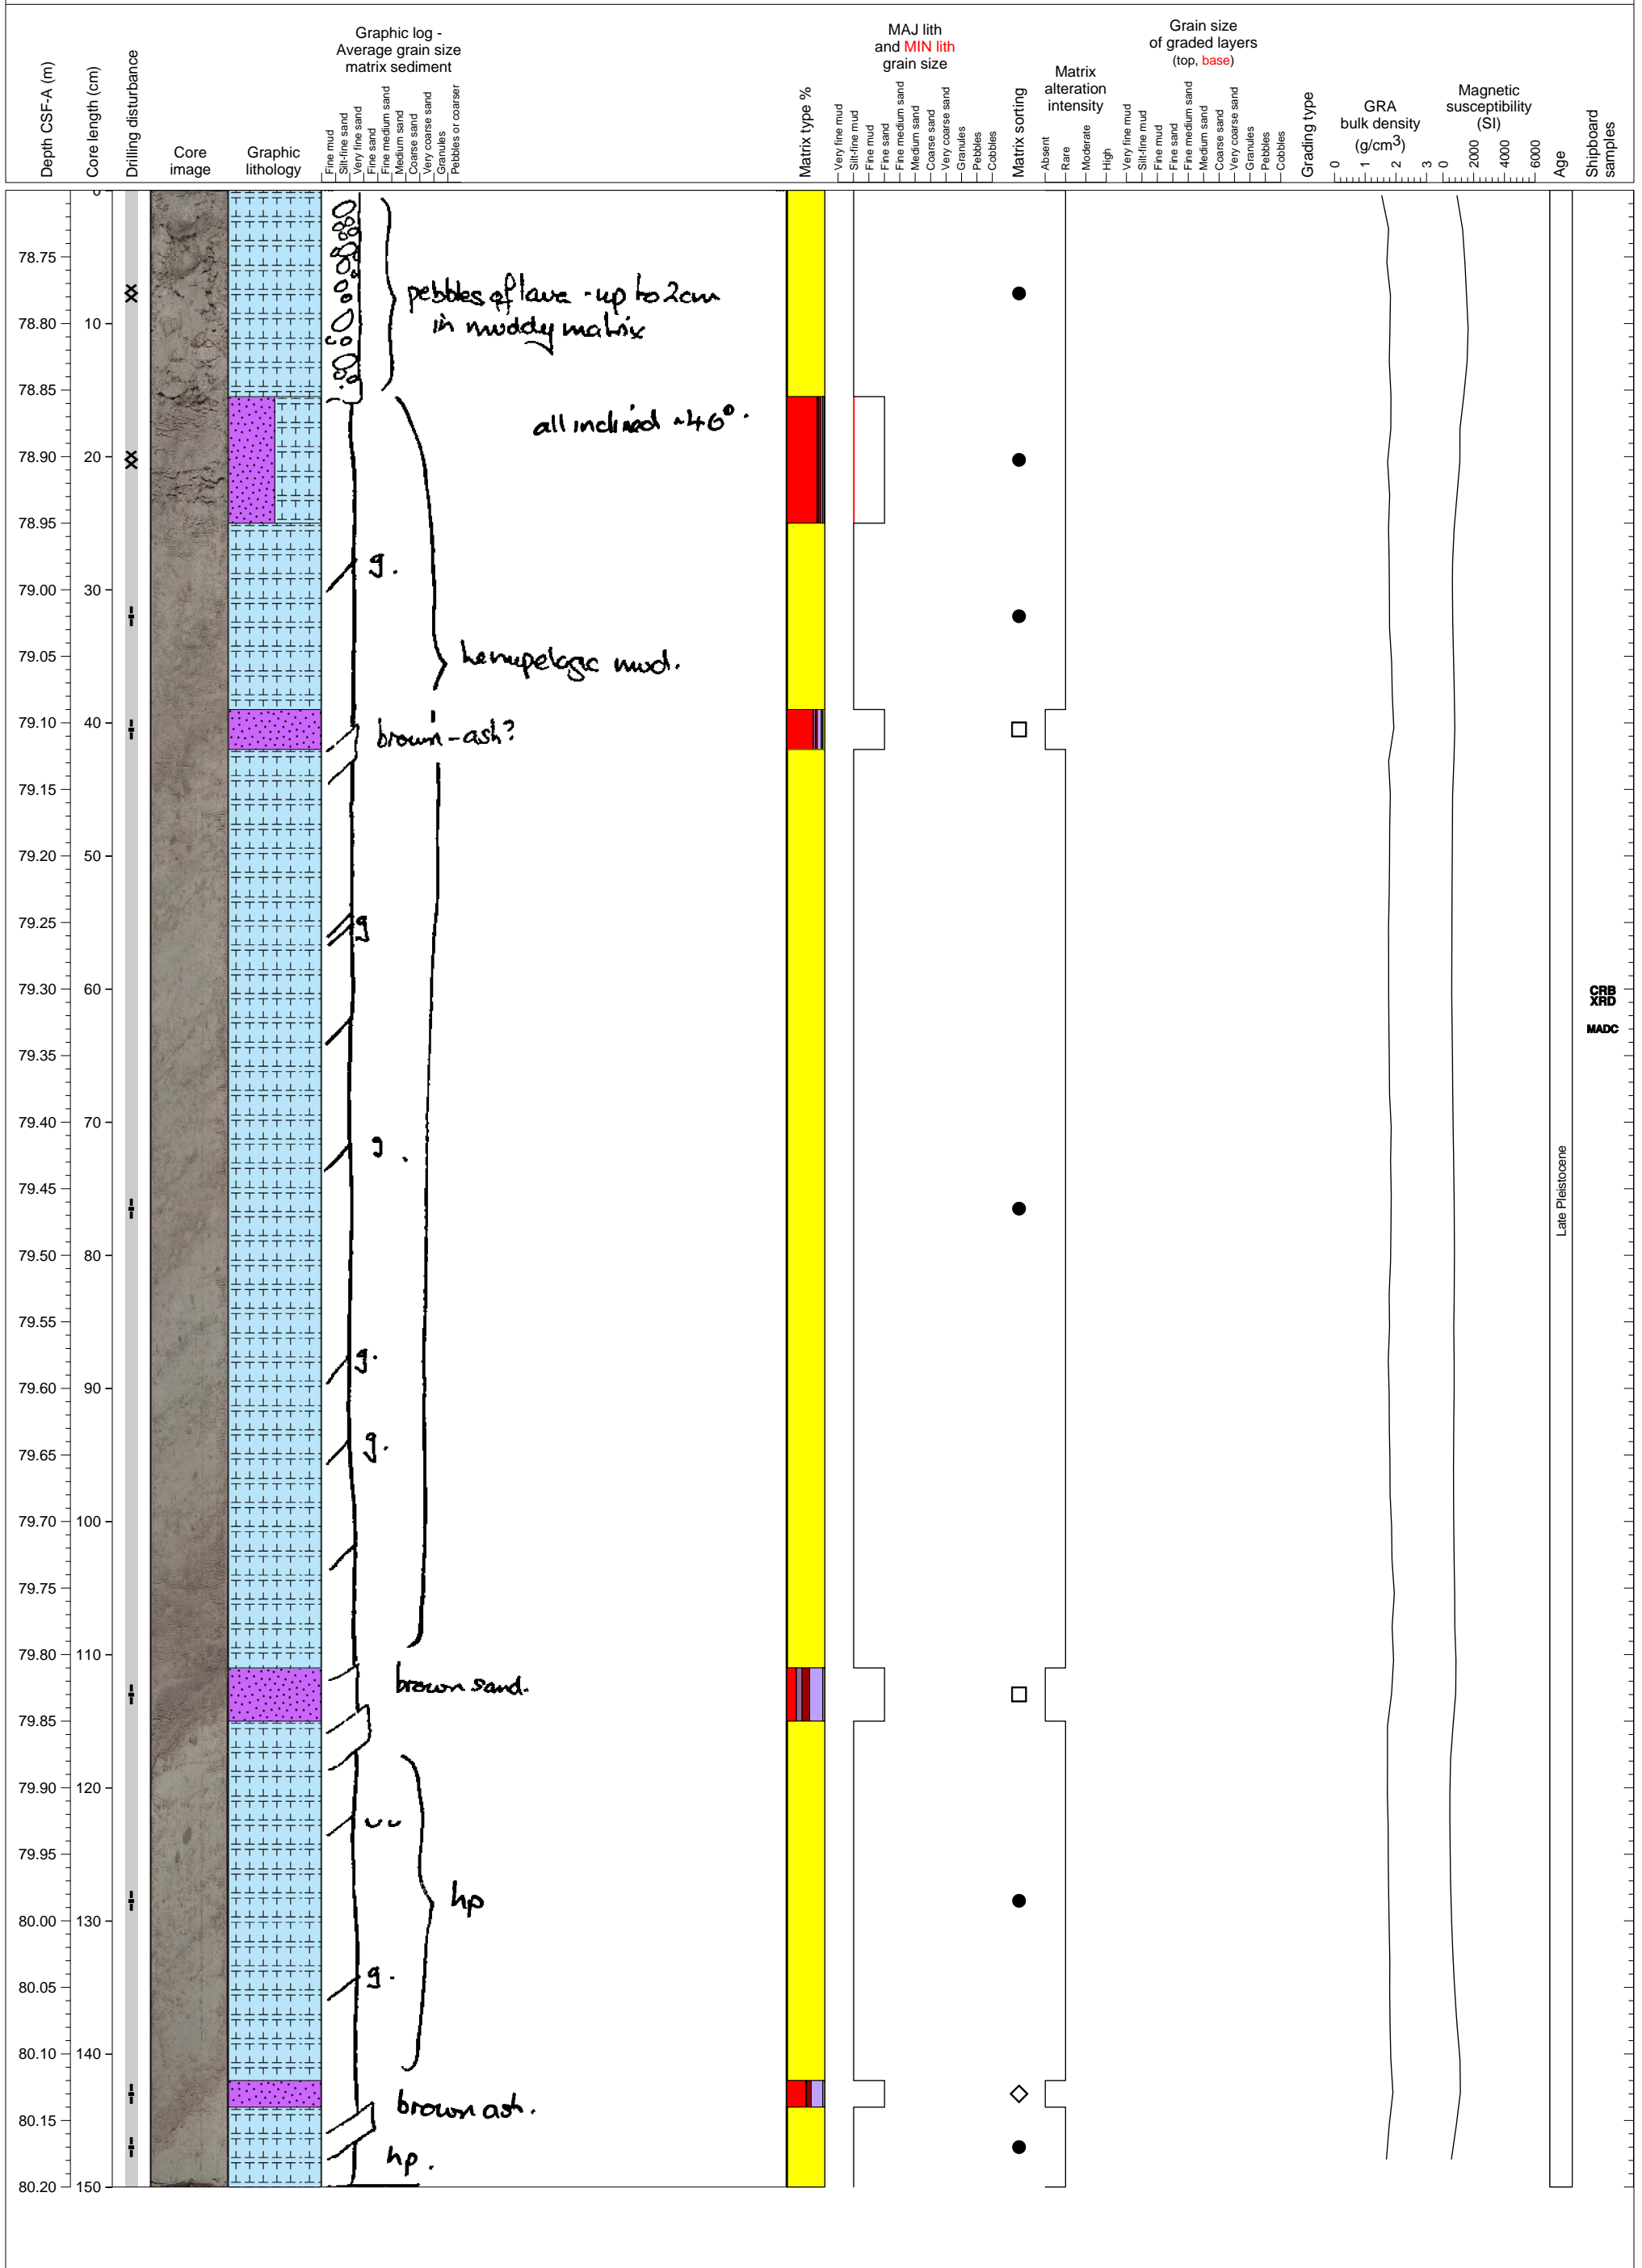 Depth CSF-A (m)
Core length (cm)
Drilling disturbance
Core
image
Graphic
lithology
Graphic log -
Average grain size
matrix sediment
Fine mud
Silt-fine sand
Very fine sand
Fine sand
Fine medium sand
Medium sand
Coarse sand
Very coarse sand
Granules
Pebbles or coarser
Matrix type %
MAJ lith
and MIN lith
grain size
Very fine mud
Silt-fine mud
Fine mud
Fine sand
Fine medium sand
Medium sand
Coarse sand
Very coarse sand
Granules
Pebbles
Cobbles
Matrix sorting
Matrix
alteration
intensity
Absent
Rare
Moderate
High
Grain size
of graded layers
(top, base)
Very fine mud
Silt-fine mud
Fine mud
Fine sand
Fine medium sand
Medium sand
Coarse sand
Very coarse sand
Granules
Pebbles
Cobbles
Grading type
GRA
bulk density
(g/cm3)
0 1 2 3
Magnetic
susceptibility
(SI)
0 2000 4000 6000
Age
Shipboard
samples
0
78.75
pebbles of lava - up to 2cm
78.80 10
in muddy matrix
78.85
all inclined ~40°.
78.90 20
78.95
g.
79.00 30
79.05
hemipelagic mud.
79.10 40
brown-ash?
79.15
79.20 50
79.25
g
79.30 60
CRB
XRD
MADC
79.35
79.40 70
g.
79.45
Late Pleistocene
79.50 80
79.55
g.
79.60 90
g.
79.65
79.70 100
79.75
79.80 110
brown sand.
79.85
79.90 120
79.95
hp
80.00 130
g.
80.05
80.10 140
brown ash.
80.15
hp.
80.20 150